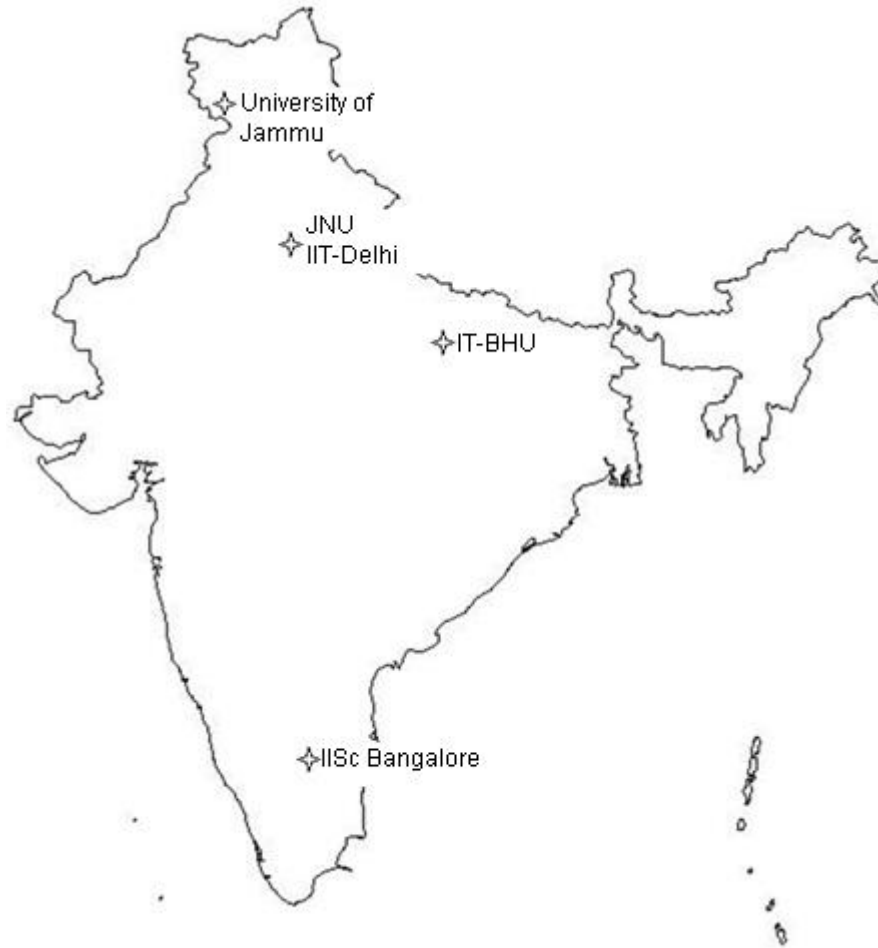 University of
Jammu
JNU
IIT-Delhi
IT-BHU
IISc Bangalore